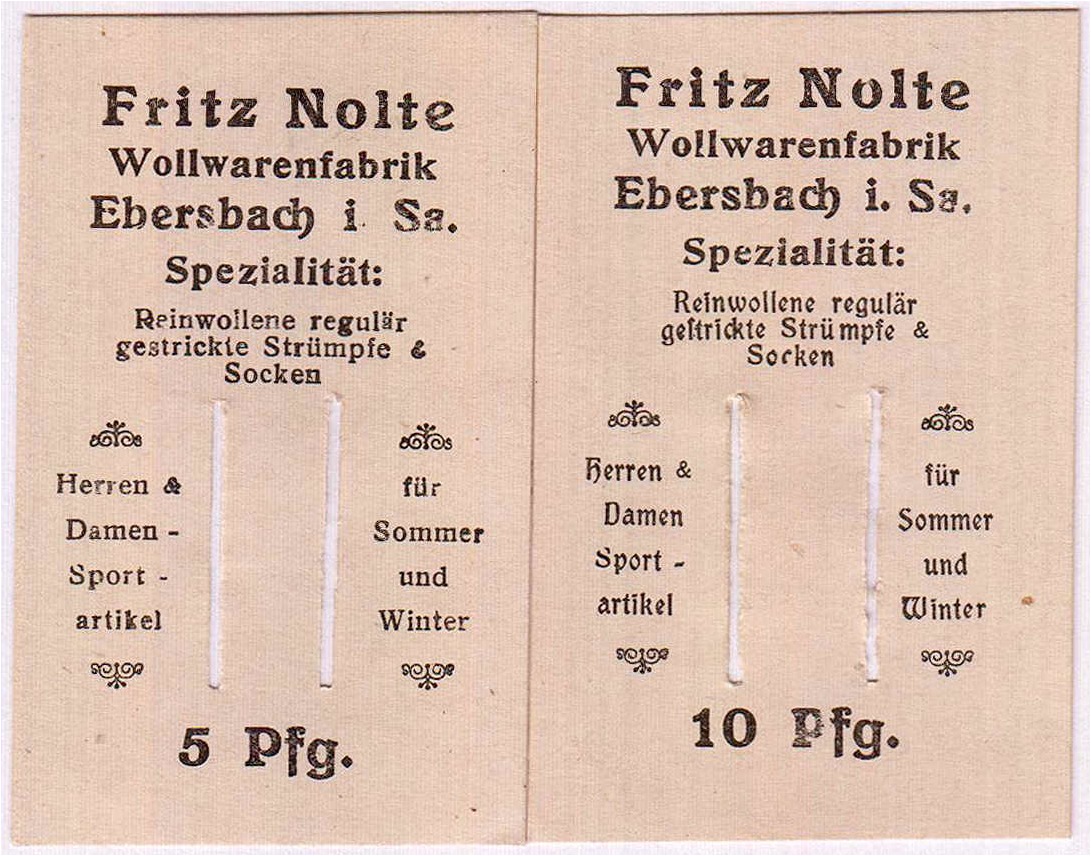 Fritz Nolte
Wollwarenfabrik
Ebersbach i. Sa.
Spezialität:
Reinwollene regulär
gestrickte Strümpfe &
Socken
Herren &
Damen -
Sport -
artikel
für
Sommer
und
Winter
5 Pfg.
Fritz Nolte
Wollwarenfabrik
Ebersbach i. Sa.
Spezialität:
Reinwollene regulär
geſtrickte Strümpfe &
Socken
Herren &
Damen
Sport -
artikel
für
Sommer
und
Winter
10 Pfg.